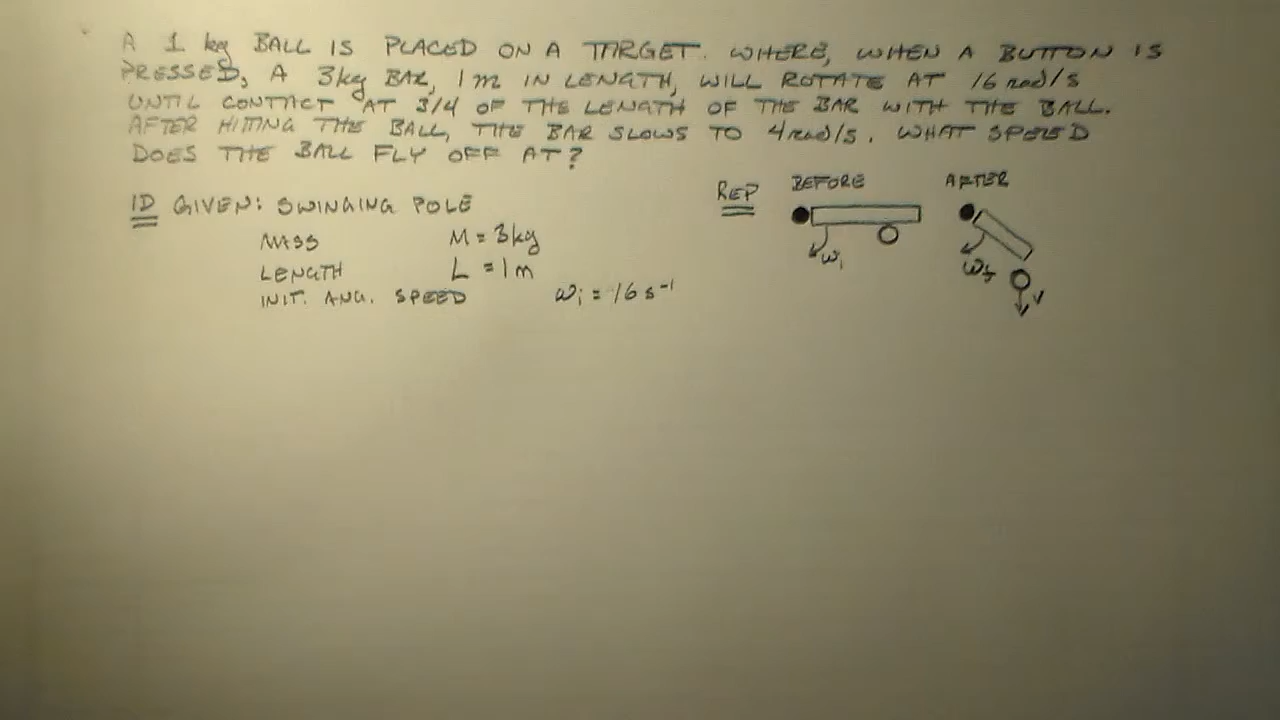 A 1 kg BALL IS PLACED ON A TARGET. WHERE, WHEN A BUTTON IS
PRESSED, A 3kg BAR, 1m IN LENGTH, WILL ROTATE AT 16 rad/s
UNTIL CONTACT AT 3/4 OF THE LENGTH OF THE BAR WITH THE BALL.
AFTER HITTING THE BALL, THE BAR SLOWS TO 4 rad/s. WHAT SPEED
DOES THE BALL FLY OFF AT?
ID GIVEN: SWINGING POLE
MASS M = 3kg
LENGTH L = 1m
INIT. ANG. SPEED ωi = 16 s⁻¹
REP BEFORE AFTER
ωi ωf v